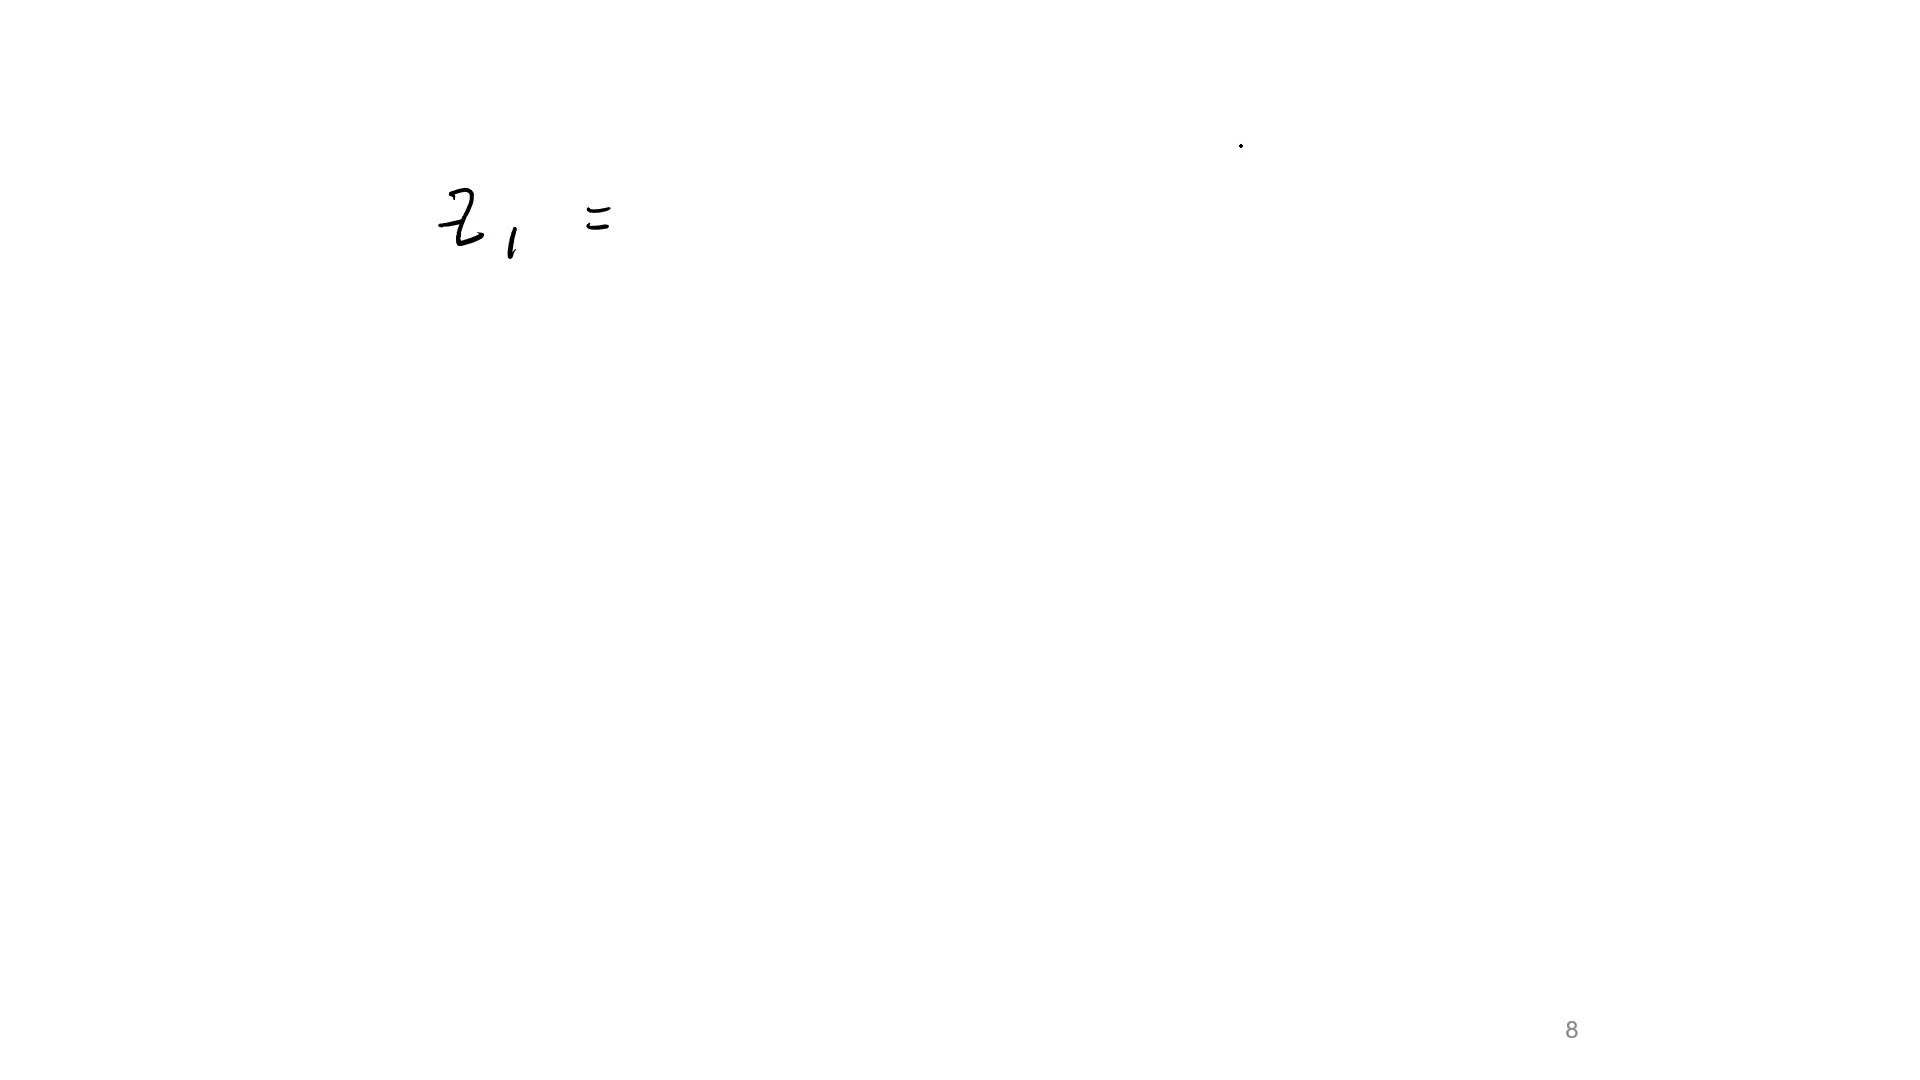 z₁ =
8